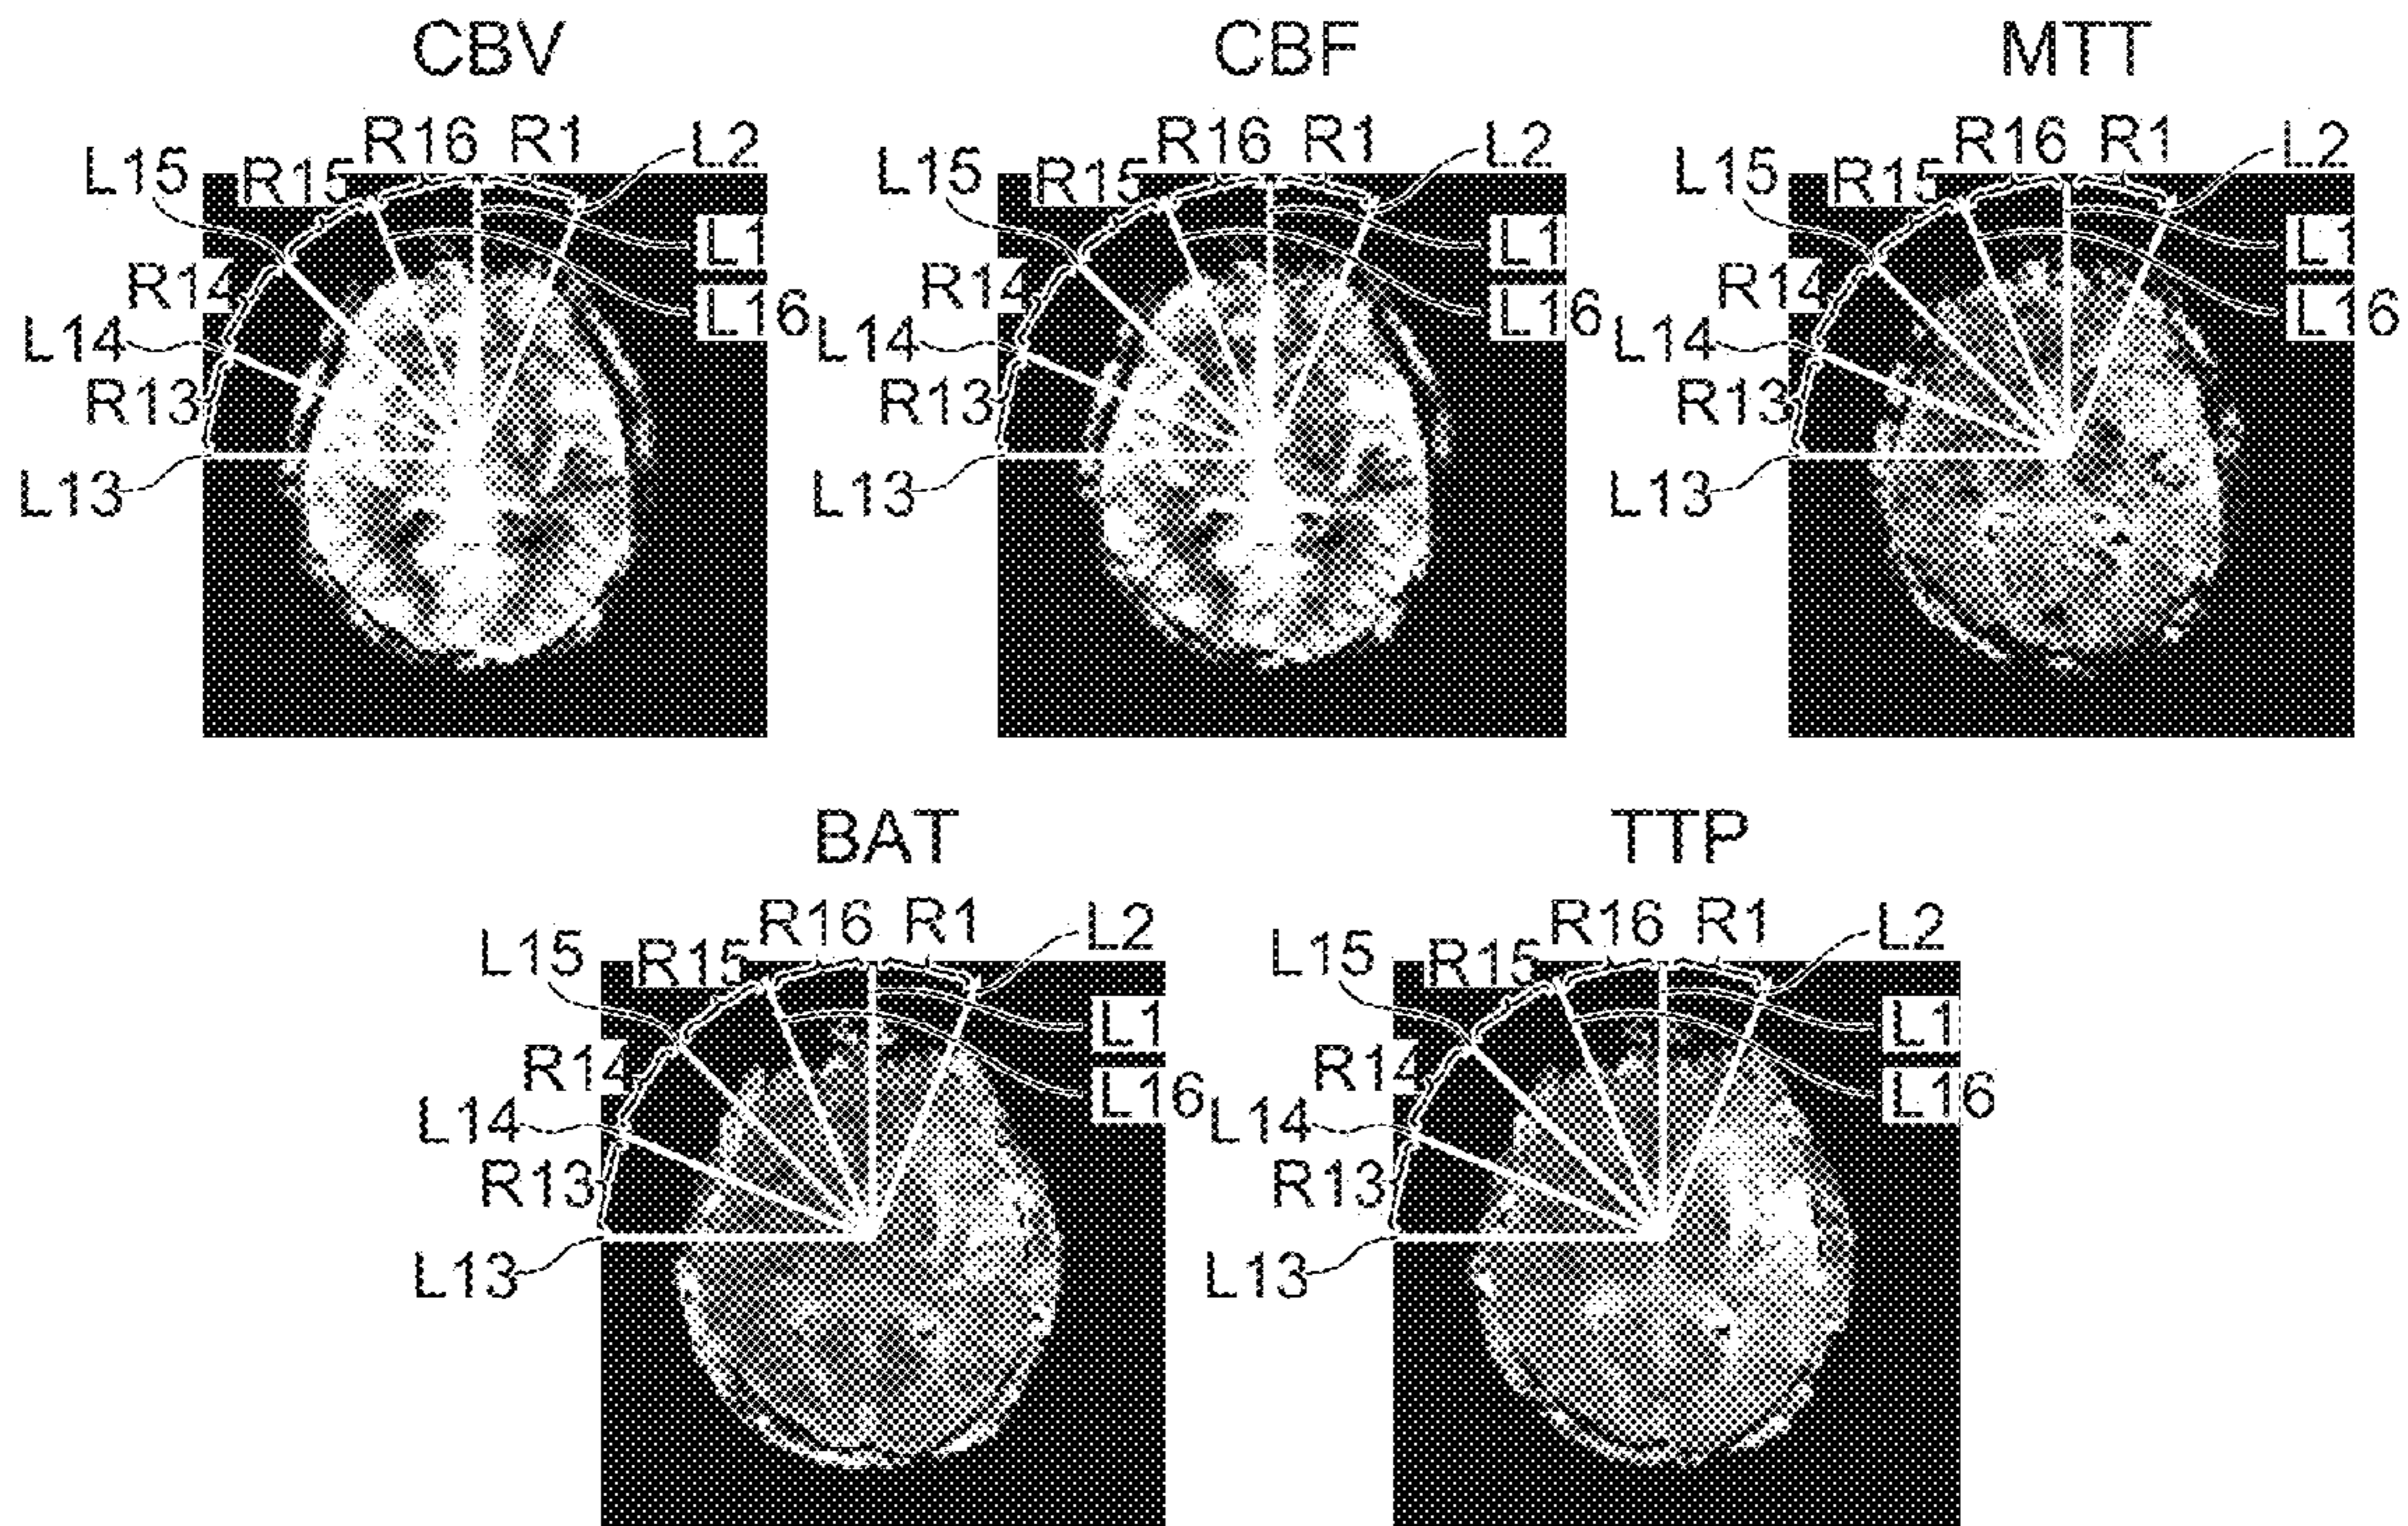 CBV CBF MTT
R16 R1 L2 R16 R1 L2 R16 R1 L2
L15 R15 L15 R15 L15 R15
L1 L1 L1
R14 L16 R14 L16 R14 L16
L14 L14 L14
R13 R13 R13
L13 L13 L13
BAT TTP
R16 R1 L2 R16 R1 L2
L15 R15 L15 R15
L1 L1
R14 L16 R14 L16
L14 L14
R13 R13
L13 L13